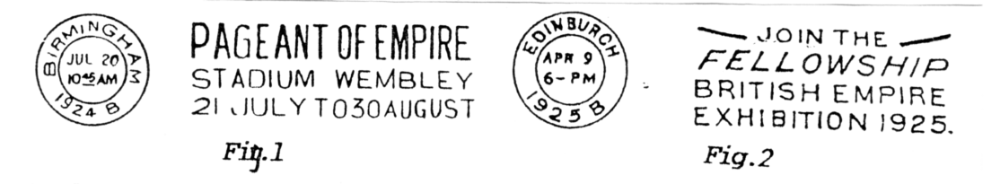 BIRMINGHAM
JUL 20
10 45 AM
1924 B
PAGEANT OF EMPIRE
STADIUM WEMBLEY
21 JULY TO 30 AUGUST
Fig.1
EDINBURGH
APR 9
6 - PM
1925 B
JOIN THE
FELLOWSHIP
BRITISH EMPIRE
EXHIBITION 1925.
Fig.2